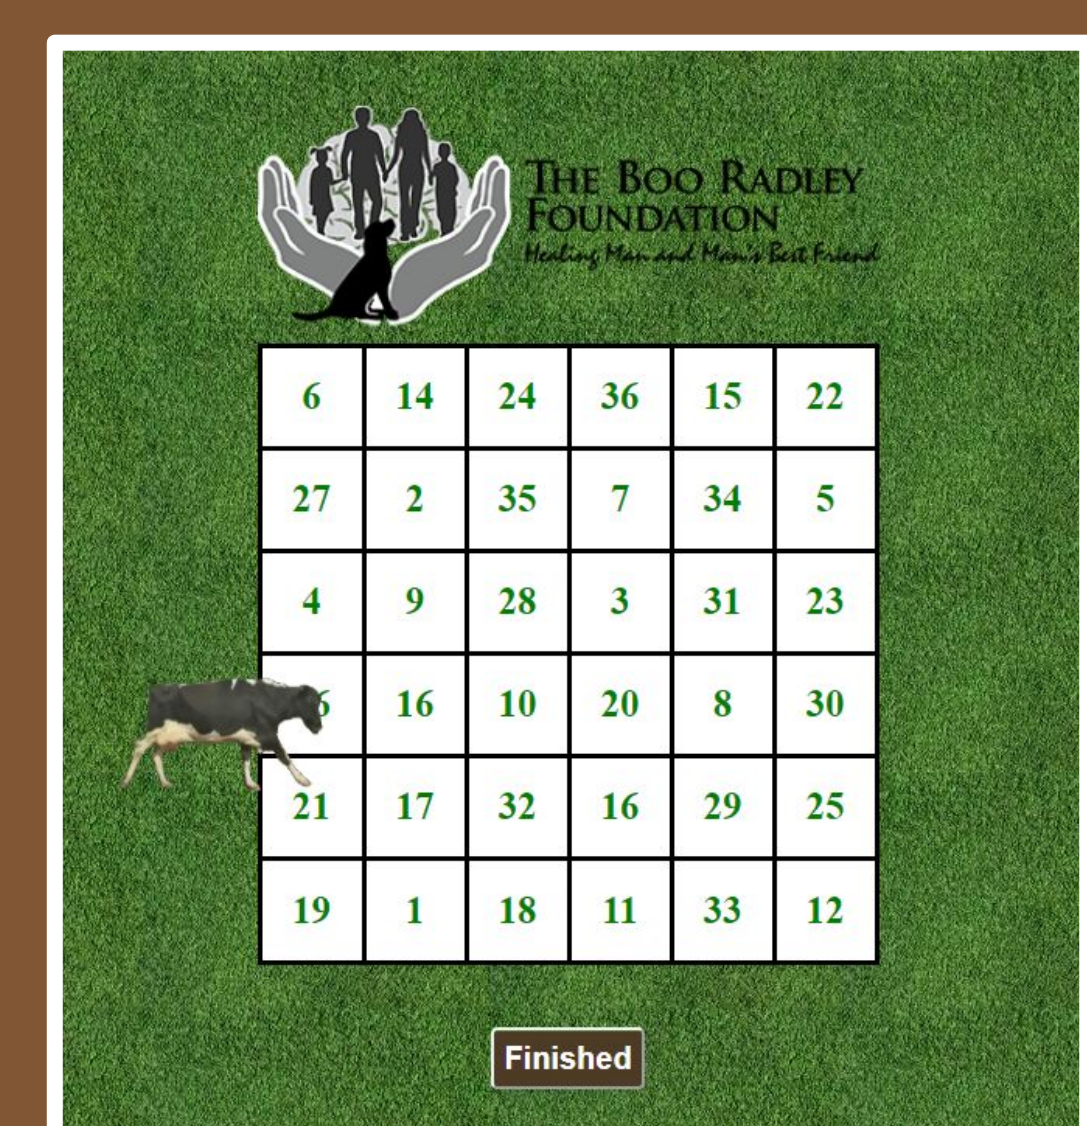 THE BOO RADLEY
FOUNDATION
Healing Man and Man's Best Friend
6 14 24 36 15 22
27 2 35 7 34 5
4 9 28 3 31 23
16 10 20 8 30
21 17 32 16 29 25
19 1 18 11 33 12
Finished